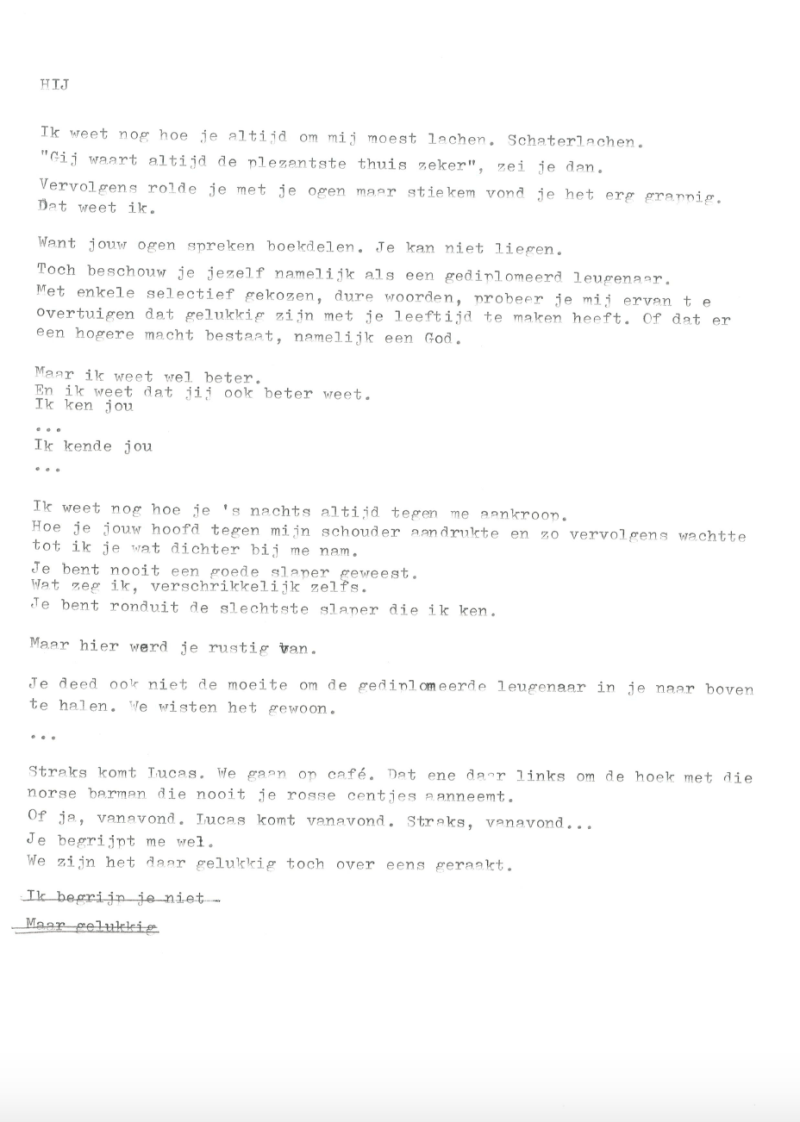 HIJ
Ik weet nog hoe je altijd om mij moest lachen. Schaterlachen.
"Gij waart altijd de plezantste thuis zeker", zei je dan.
Vervolgens rolde je met je ogen maar stiekem vond je het erg grappig.
Dat weet ik.
Want jouw ogen spreken boekdelen. Je kan niet liegen.
Toch beschouw je jezelf namelijk als een gediplomeerd leugenaar.
Met enkele selectief gekozen, dure woorden, probeer je mij ervan t e
overtuigen dat gelukkig zijn met je leeftijd te maken heeft. Of dat er
een hogere macht bestaat, namelijk een God.
Maar ik weet wel beter.
En ik weet dat jij ook beter weet.
Ik ken jou
...
Ik kende jou
...
Ik weet nog hoe je 's nachts altijd tegen me aankroop.
Hoe je jouw hoofd tegen mijn schouder aandrukte en zo vervolgens wachtte
tot ik je wat dichter bij me nam.
Je bent nooit een goede slaper geweest.
Wat zeg ik, verschrikkelijk zelfs.
Je bent ronduit de slechtste slaper die ik ken.
Maar hier werd je rustig van.
Je deed ook niet de moeite om de gediplomeerde leugenaar in je naar boven
te halen. We wisten het gewoon.
...
Straks komt Lucas. We gaan op café. Dat ene daar links om de hoek met die
norse barman die nooit je rosse centjes aanneemt.
Of ja, vanavond. Lucas komt vanavond. Straks, vanavond...
Je begrijpt me wel.
We zijn het daar gelukkig toch over eens geraakt.
Ik begrijp je niet
Maar gelukkig